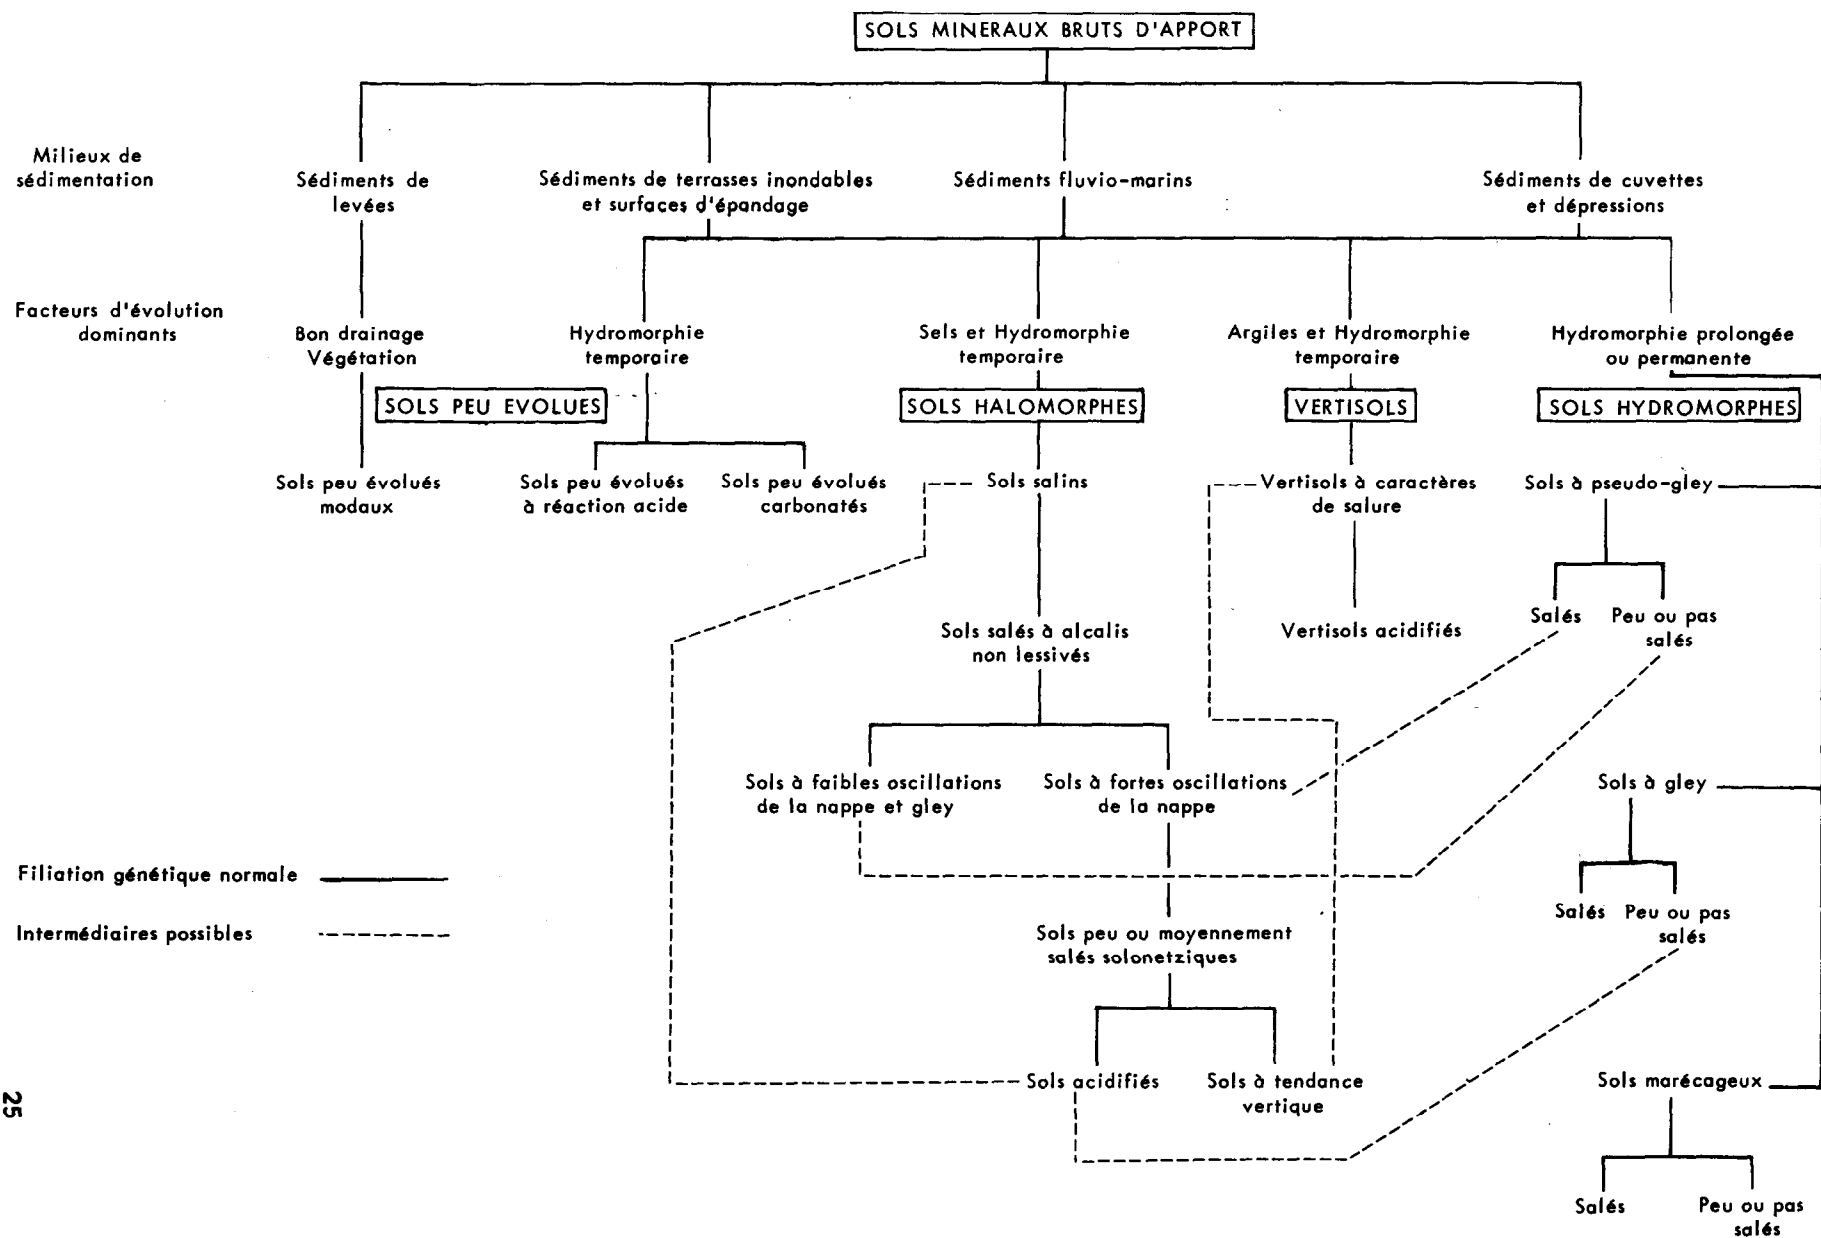 SOLS MINERAUX BRUTS D'APPORT
Milieux de
sédimentation
Sédiments de
levées
Sédiments de terrasses inondables
et surfaces d'épandage
Sédiments fluvio-marins
Sédiments de cuvettes
et dépressions
Facteurs d'évolution
dominants
Bon drainage
Végétation
Hydromorphie
temporaire
Sels et Hydromorphie
temporaire
Argiles et Hydromorphie
temporaire
Hydromorphie prolongée
ou permanente
SOLS PEU EVOLUES
SOLS HALOMORPHES
VERTISOLS
SOLS HYDROMORPHES
Sols peu évolués
modaux
Sols peu évolués
à réaction acide
Sols peu évolués
carbonatés
Sols salins
Vertisols à caractères
de salure
Sols à pseudo-gley
Sols salés à alcalis
non lessivés
Vertisols acidifiés
Salés
Peu ou pas
salés
Sols à faibles oscillations
de la nappe et gley
Sols à fortes oscillations
de la nappe
Sols à gley
Filiation génétique normale
Salés
Peu ou pas
salés
Intermédiaires possibles
Sols peu ou moyennement
salés solonetziques
Sols acidifiés
Sols à tendance
vertique
Sols marécageux
Salés
Peu ou pas
salés
25